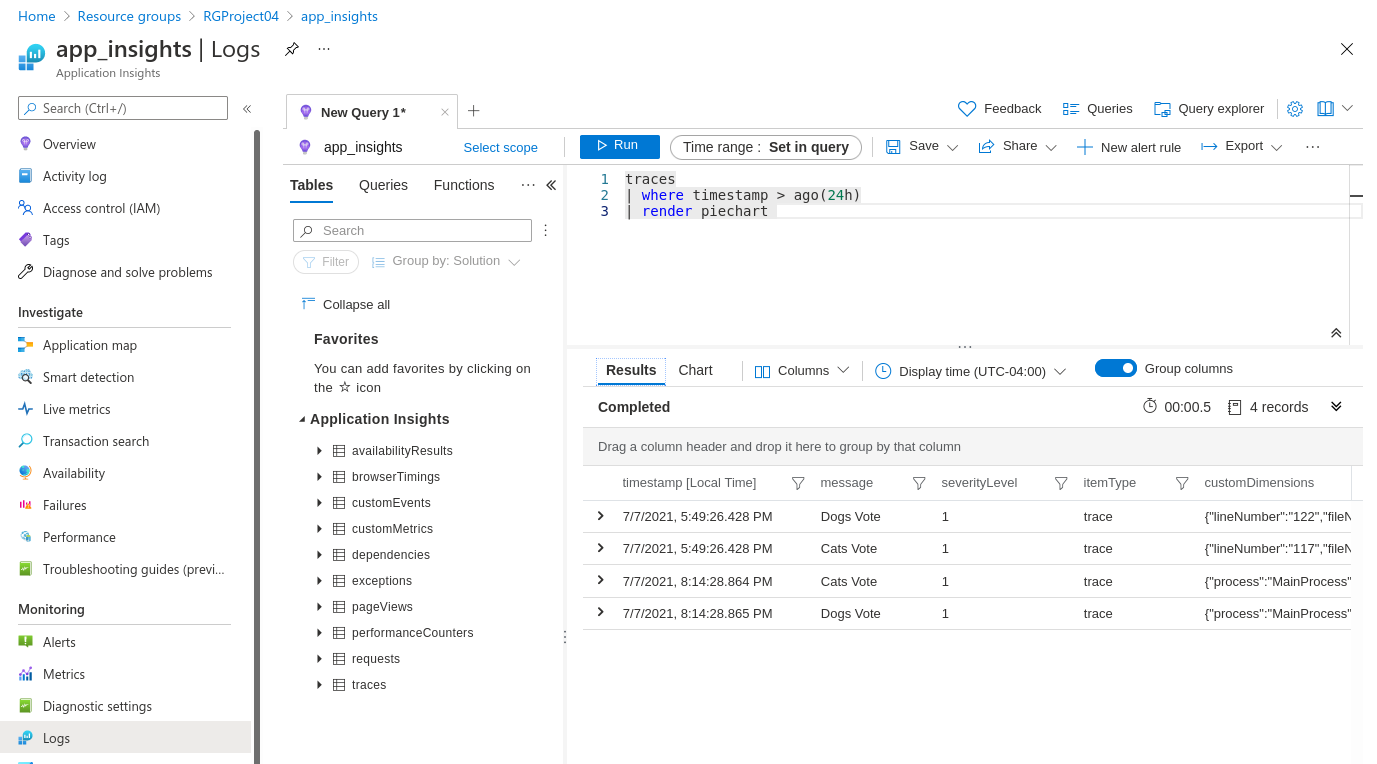 Home > Resource groups > RGProject04 > app_insights
app_insights | Logs
Application Insights
Search (Ctrl+/)
Overview
Activity log
Access control (IAM)
Tags
Diagnose and solve problems
Investigate
Application map
Smart detection
Live metrics
Transaction search
Availability
Failures
Performance
Troubleshooting guides (previ...
Monitoring
Alerts
Metrics
Diagnostic settings
Logs
New Query 1*
Feedback
Queries
Query explorer
app_insights
Select scope
Run
Time range : Set in query
Save
Share
New alert rule
Export
Tables
Queries
Functions
Search
Filter
Group by: Solution
Collapse all
Favorites
You can add favorites by clicking on
the ☆ icon
Application Insights
availabilityResults
browserTimings
customEvents
customMetrics
dependencies
exceptions
pageViews
performanceCounters
requests
traces
1 traces
2 | where timestamp > ago(24h)
3 | render piechart
Results
Chart
Columns
Display time (UTC-04:00)
Group columns
Completed
00:00.5
4 records
Drag a column header and drop it here to group by that column
timestamp [Local Time] message severityLevel itemType customDimensions
7/7/2021, 5:49:26.428 PM Dogs Vote 1 trace {"lineNumber":"122","fileN
7/7/2021, 5:49:26.428 PM Cats Vote 1 trace {"lineNumber":"117","fileN
7/7/2021, 8:14:28.864 PM Cats Vote 1 trace {"process":"MainProcess"
7/7/2021, 8:14:28.865 PM Dogs Vote 1 trace {"process":"MainProcess"